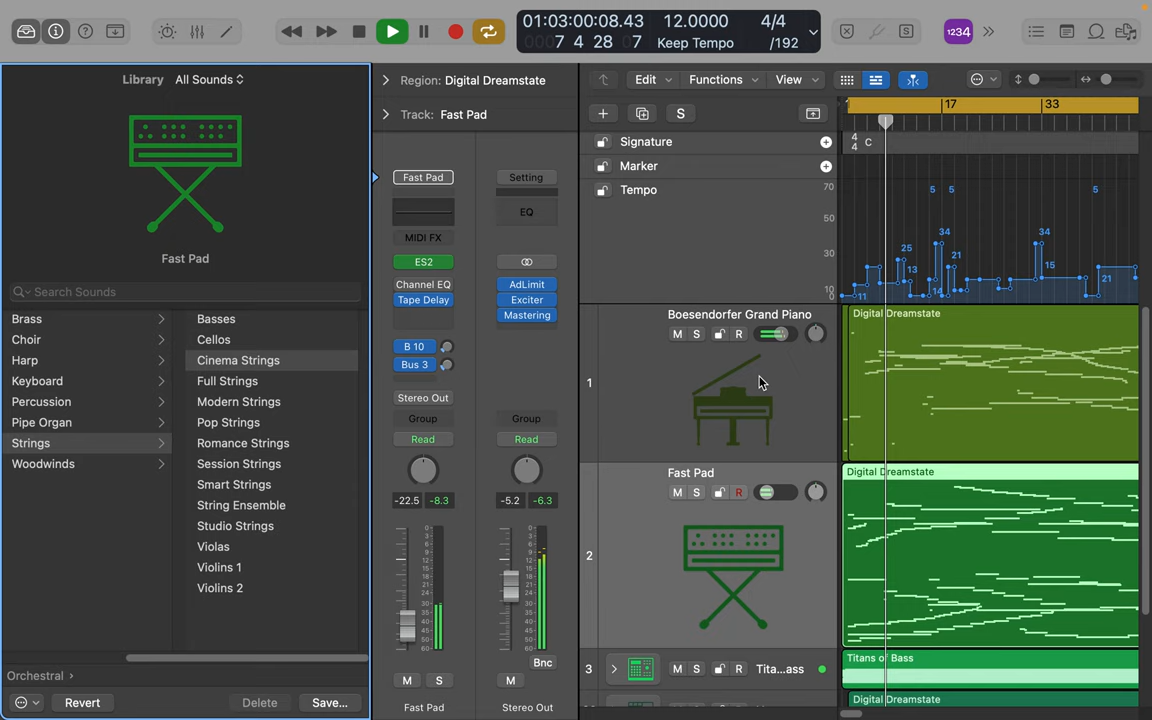 01:03:00:08.43
7 4 28 07
12.0000
Keep Tempo
4/4
/192
1234
Library
All Sounds
Fast Pad
Search Sounds
Brass
Choir
Harp
Keyboard
Percussion
Pipe Organ
Strings
Woodwinds
Basses
Cellos
Cinema Strings
Full Strings
Modern Strings
Pop Strings
Romance Strings
Session Strings
Smart Strings
String Ensemble
Studio Strings
Violas
Violins 1
Violins 2
Orchestral
Revert
Delete
Save...
Region: Digital Dreamstate
Track: Fast Pad
Fast Pad
MIDI FX
ES2
Channel EQ
Tape Delay
B 10
Bus 3
Stereo Out
Group
Read
-22.5 -8.3
M S
Fast Pad
Setting
EQ
AdLimit
Exciter
Mastering
Group
Read
-5.2 -6.3
Bnc
M
Stereo Out
Edit
Functions
View
S
17
33
Signature
4
4
C
Marker
Tempo
70
50
30
10
0
5 5 5
34 34
25 21
13 15
14 21
11
1
Boesendorfer Grand Piano
M S R
Digital Dreamstate
2
Fast Pad
M S R
Digital Dreamstate
3
M S R
Tita...ass
Titans of Bass
Digital Dreamstate